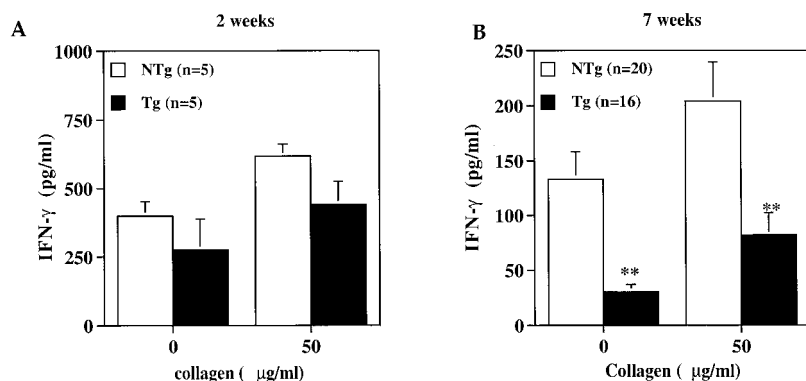 A
2 weeks
1000
750
500
250
0
IFN-γ (pg/ml)
NTg (n=5)
Tg (n=5)
0
50
collagen ( μg/ml)
B
7 weeks
250
200
150
100
50
0
IFN-γ (pg/ml)
NTg (n=20)
Tg (n=16)
**
**
0
50
Collagen ( μg/ml)